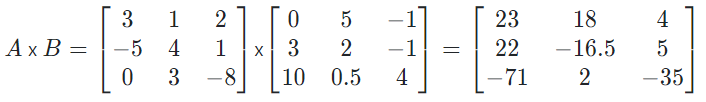 A x B = [ 3 1 2 ; −5 4 1 ; 0 3 −8 ] x [ 0 5 −1 ; 3 2 −1 ; 10 0.5 4 ] = [ 23 18 4 ; 22 −16.5 5 ; −71 2 −35 ]